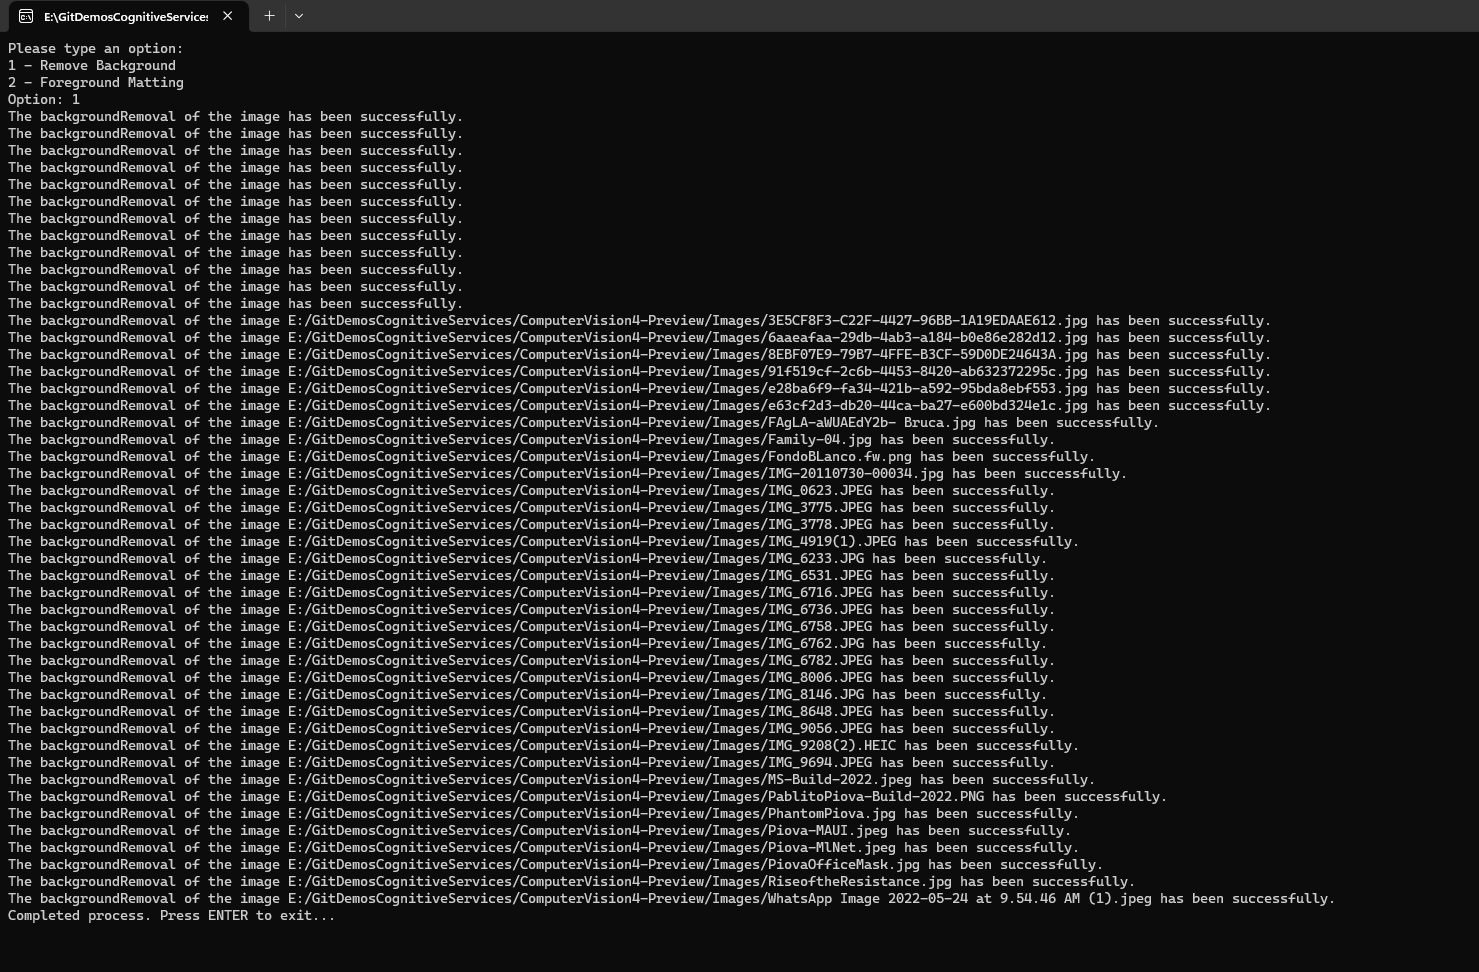 E:\GitDemosCognitiveService:
Please type an option:
1 - Remove Background
2 - Foreground Matting
Option: 1
The backgroundRemoval of the image has been successfully.
The backgroundRemoval of the image has been successfully.
The backgroundRemoval of the image has been successfully.
The backgroundRemoval of the image has been successfully.
The backgroundRemoval of the image has been successfully.
The backgroundRemoval of the image has been successfully.
The backgroundRemoval of the image has been successfully.
The backgroundRemoval of the image has been successfully.
The backgroundRemoval of the image has been successfully.
The backgroundRemoval of the image has been successfully.
The backgroundRemoval of the image has been successfully.
The backgroundRemoval of the image has been successfully.
The backgroundRemoval of the image E:/GitDemosCognitiveServices/ComputerVision4-Preview/Images/3E5CF8F3-C22F-4427-96BB-1A19EDAAE612.jpg has been successfully.
The backgroundRemoval of the image E:/GitDemosCognitiveServices/ComputerVision4-Preview/Images/6aaeafaa-29db-4ab3-a184-b0e86e282d12.jpg has been successfully.
The backgroundRemoval of the image E:/GitDemosCognitiveServices/ComputerVision4-Preview/Images/8EBF07E9-79B7-4FFE-B3CF-59D0DE24643A.jpg has been successfully.
The backgroundRemoval of the image E:/GitDemosCognitiveServices/ComputerVision4-Preview/Images/91f519cf-2c6b-4453-8420-ab632372295c.jpg has been successfully.
The backgroundRemoval of the image E:/GitDemosCognitiveServices/ComputerVision4-Preview/Images/e28ba6f9-fa34-421b-a592-95bda8ebf553.jpg has been successfully.
The backgroundRemoval of the image E:/GitDemosCognitiveServices/ComputerVision4-Preview/Images/e63cf2d3-db20-44ca-ba27-e600bd324e1c.jpg has been successfully.
The backgroundRemoval of the image E:/GitDemosCognitiveServices/ComputerVision4-Preview/Images/FAgLA-aWUAEdY2b- Bruca.jpg has been successfully.
The backgroundRemoval of the image E:/GitDemosCognitiveServices/ComputerVision4-Preview/Images/Family-04.jpg has been successfully.
The backgroundRemoval of the image E:/GitDemosCognitiveServices/ComputerVision4-Preview/Images/FondoBLanco.fw.png has been successfully.
The backgroundRemoval of the image E:/GitDemosCognitiveServices/ComputerVision4-Preview/Images/IMG-20110730-00034.jpg has been successfully.
The backgroundRemoval of the image E:/GitDemosCognitiveServices/ComputerVision4-Preview/Images/IMG_0623.JPEG has been successfully.
The backgroundRemoval of the image E:/GitDemosCognitiveServices/ComputerVision4-Preview/Images/IMG_3775.JPEG has been successfully.
The backgroundRemoval of the image E:/GitDemosCognitiveServices/ComputerVision4-Preview/Images/IMG_3778.JPEG has been successfully.
The backgroundRemoval of the image E:/GitDemosCognitiveServices/ComputerVision4-Preview/Images/IMG_4919(1).JPEG has been successfully.
The backgroundRemoval of the image E:/GitDemosCognitiveServices/ComputerVision4-Preview/Images/IMG_6233.JPG has been successfully.
The backgroundRemoval of the image E:/GitDemosCognitiveServices/ComputerVision4-Preview/Images/IMG_6531.JPEG has been successfully.
The backgroundRemoval of the image E:/GitDemosCognitiveServices/ComputerVision4-Preview/Images/IMG_6716.JPEG has been successfully.
The backgroundRemoval of the image E:/GitDemosCognitiveServices/ComputerVision4-Preview/Images/IMG_6736.JPEG has been successfully.
The backgroundRemoval of the image E:/GitDemosCognitiveServices/ComputerVision4-Preview/Images/IMG_6758.JPEG has been successfully.
The backgroundRemoval of the image E:/GitDemosCognitiveServices/ComputerVision4-Preview/Images/IMG_6762.JPG has been successfully.
The backgroundRemoval of the image E:/GitDemosCognitiveServices/ComputerVision4-Preview/Images/IMG_6782.JPEG has been successfully.
The backgroundRemoval of the image E:/GitDemosCognitiveServices/ComputerVision4-Preview/Images/IMG_8006.JPEG has been successfully.
The backgroundRemoval of the image E:/GitDemosCognitiveServices/ComputerVision4-Preview/Images/IMG_8146.JPG has been successfully.
The backgroundRemoval of the image E:/GitDemosCognitiveServices/ComputerVision4-Preview/Images/IMG_8648.JPEG has been successfully.
The backgroundRemoval of the image E:/GitDemosCognitiveServices/ComputerVision4-Preview/Images/IMG_9056.JPEG has been successfully.
The backgroundRemoval of the image E:/GitDemosCognitiveServices/ComputerVision4-Preview/Images/IMG_9208(2).HEIC has been successfully.
The backgroundRemoval of the image E:/GitDemosCognitiveServices/ComputerVision4-Preview/Images/IMG_9694.JPEG has been successfully.
The backgroundRemoval of the image E:/GitDemosCognitiveServices/ComputerVision4-Preview/Images/MS-Build-2022.jpeg has been successfully.
The backgroundRemoval of the image E:/GitDemosCognitiveServices/ComputerVision4-Preview/Images/PablitoPiova-Build-2022.PNG has been successfully.
The backgroundRemoval of the image E:/GitDemosCognitiveServices/ComputerVision4-Preview/Images/PhantomPiova.jpg has been successfully.
The backgroundRemoval of the image E:/GitDemosCognitiveServices/ComputerVision4-Preview/Images/Piova-MAUI.jpeg has been successfully.
The backgroundRemoval of the image E:/GitDemosCognitiveServices/ComputerVision4-Preview/Images/Piova-MlNet.jpeg has been successfully.
The backgroundRemoval of the image E:/GitDemosCognitiveServices/ComputerVision4-Preview/Images/PiovaOfficeMask.jpg has been successfully.
The backgroundRemoval of the image E:/GitDemosCognitiveServices/ComputerVision4-Preview/Images/RiseoftheResistance.jpg has been successfully.
The backgroundRemoval of the image E:/GitDemosCognitiveServices/ComputerVision4-Preview/Images/WhatsApp Image 2022-05-24 at 9.54.46 AM (1).jpeg has been successfully.
Completed process. Press ENTER to exit...